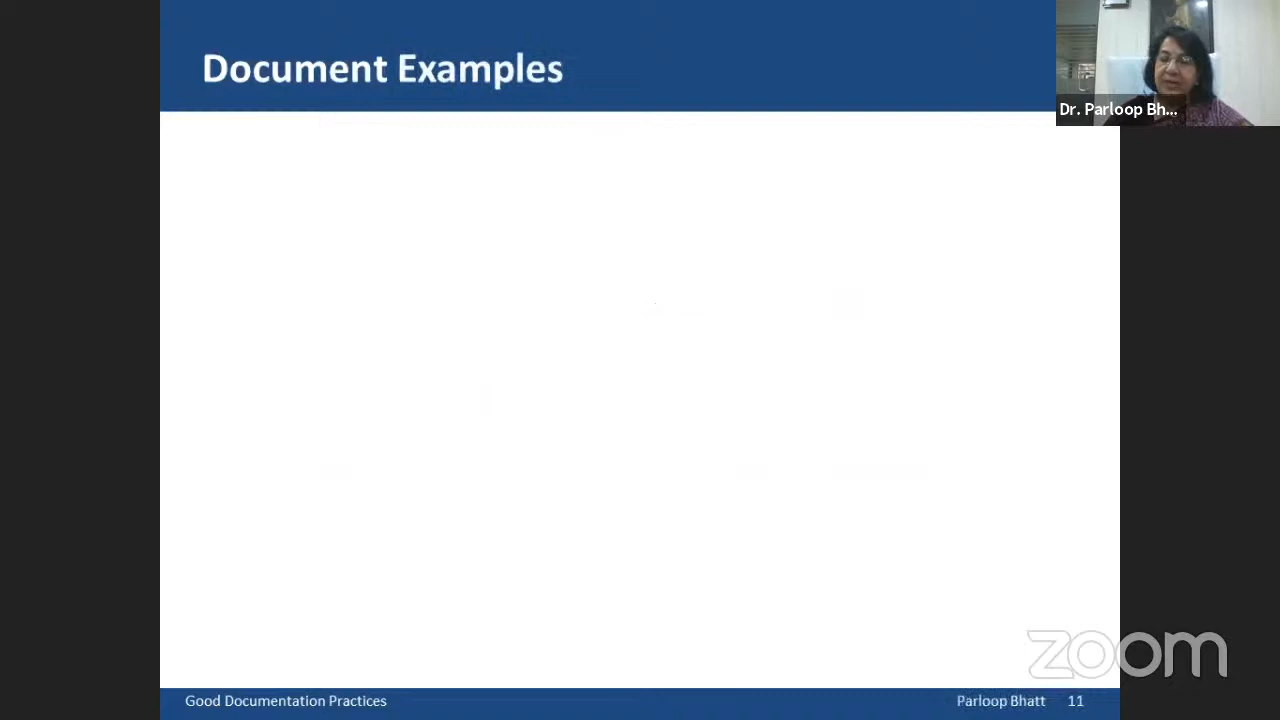 Document Examples
Dr. Parloop Bh...
zoom
Good Documentation Practices
Parloop Bhatt 11